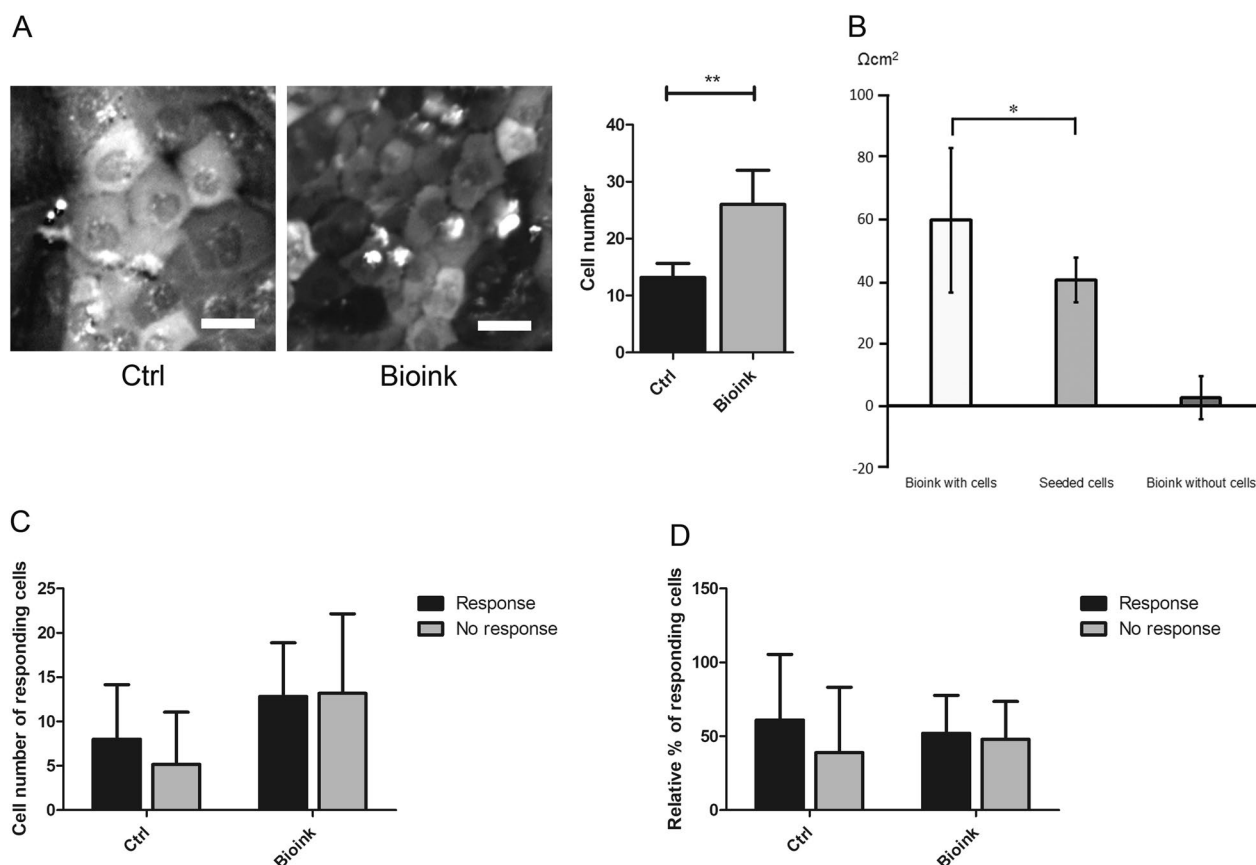 A
B
Ctrl
Bioink
**
Cell number
40
30
20
10
0
Ctrl
Bioink
Ωcm²
100
80
60
40
20
0
-20
*
Bioink with cells
Seeded cells
Bioink without cells
C
Cell number of responding cells
25
20
15
10
5
0
Ctrl
Bioink
Response
No response
D
Relative % of responding cells
150
100
50
0
Ctrl
Bioink
Response
No response